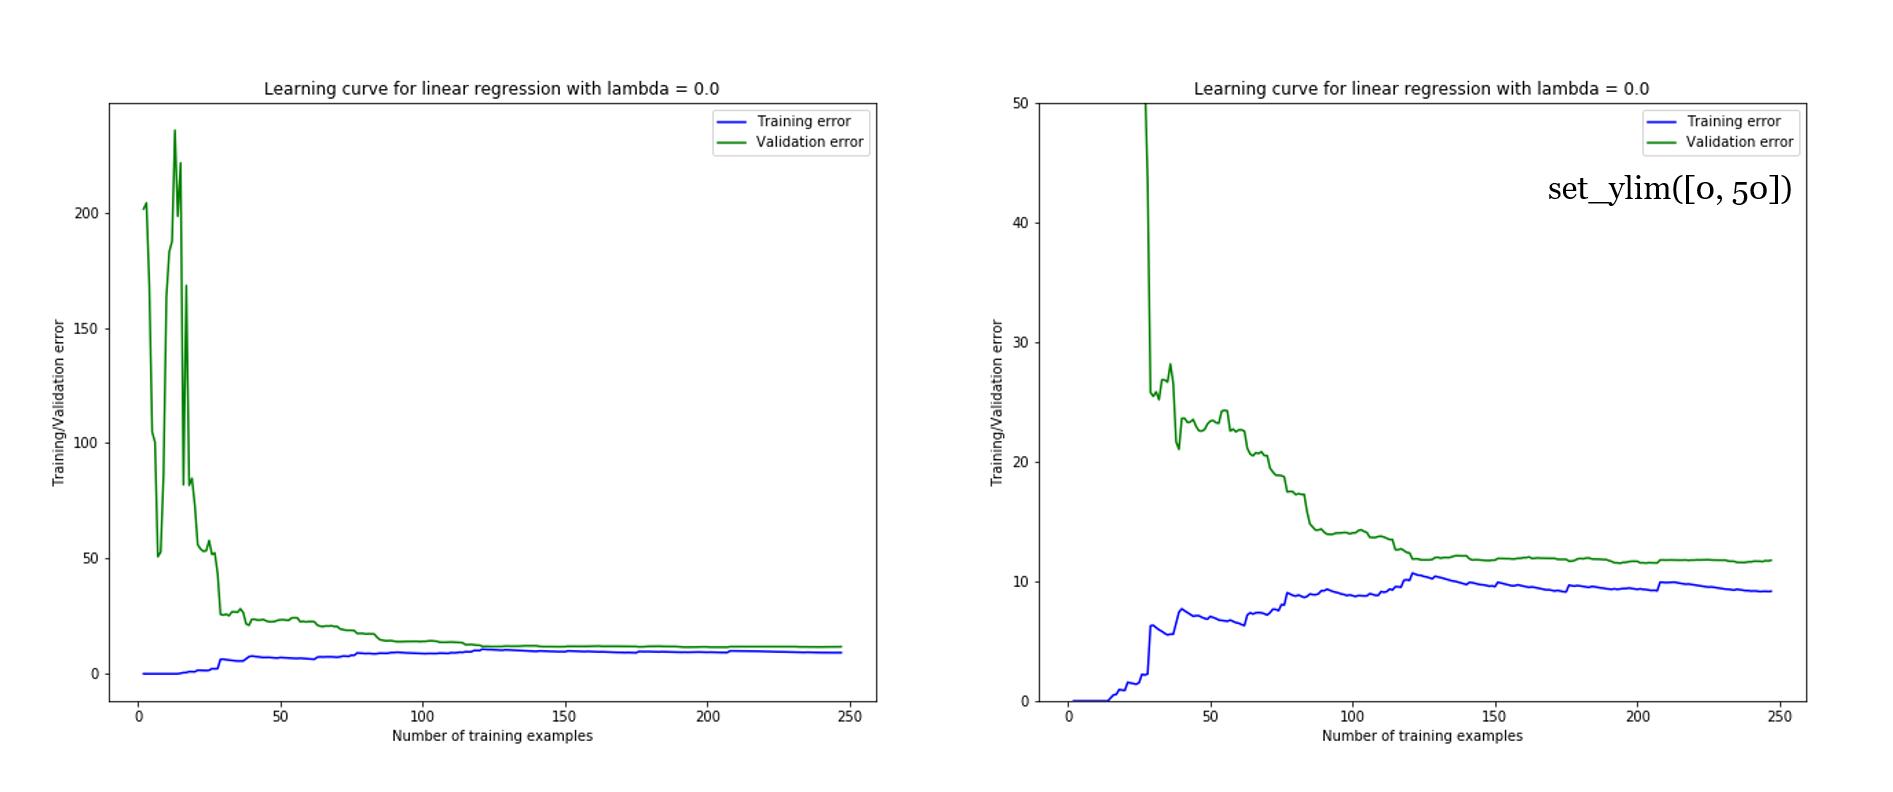 Learning curve for linear regression with lambda = 0.0
Training error
Validation error
200
150
100
50
0
Training/Validation error
0 50 100 150 200 250
Number of training examples
Learning curve for linear regression with lambda = 0.0
Training error
Validation error
set_ylim([0, 50])
50
40
30
20
10
0
Training/Validation error
0 50 100 150 200 250
Number of training examples